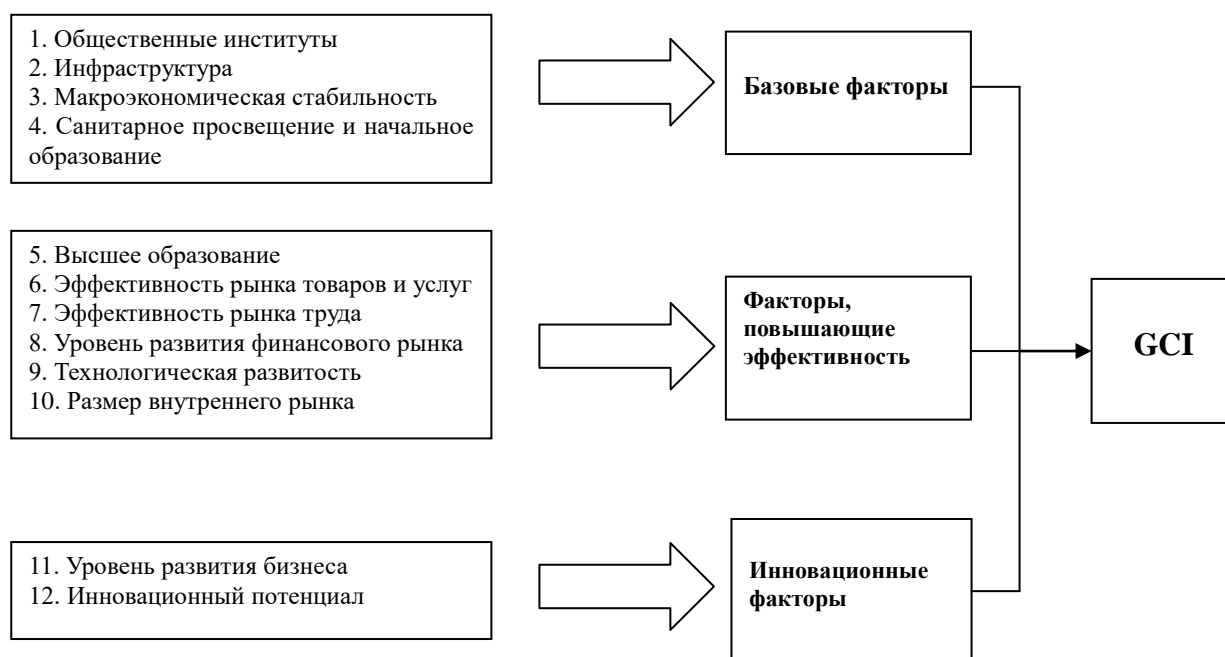 1. Общественные институты
2. Инфраструктура
3. Макроэкономическая стабильность
4. Санитарное просвещение и начальное
образование
Базовые факторы
5. Высшее образование
6. Эффективность рынка товаров и услуг
7. Эффективность рынка труда
8. Уровень развития финансового рынка
9. Технологическая развитость
10. Размер внутреннего рынка
Факторы,
повышающие
эффективность
GCI
11. Уровень развития бизнеса
12. Инновационный потенциал
Инновационные
факторы